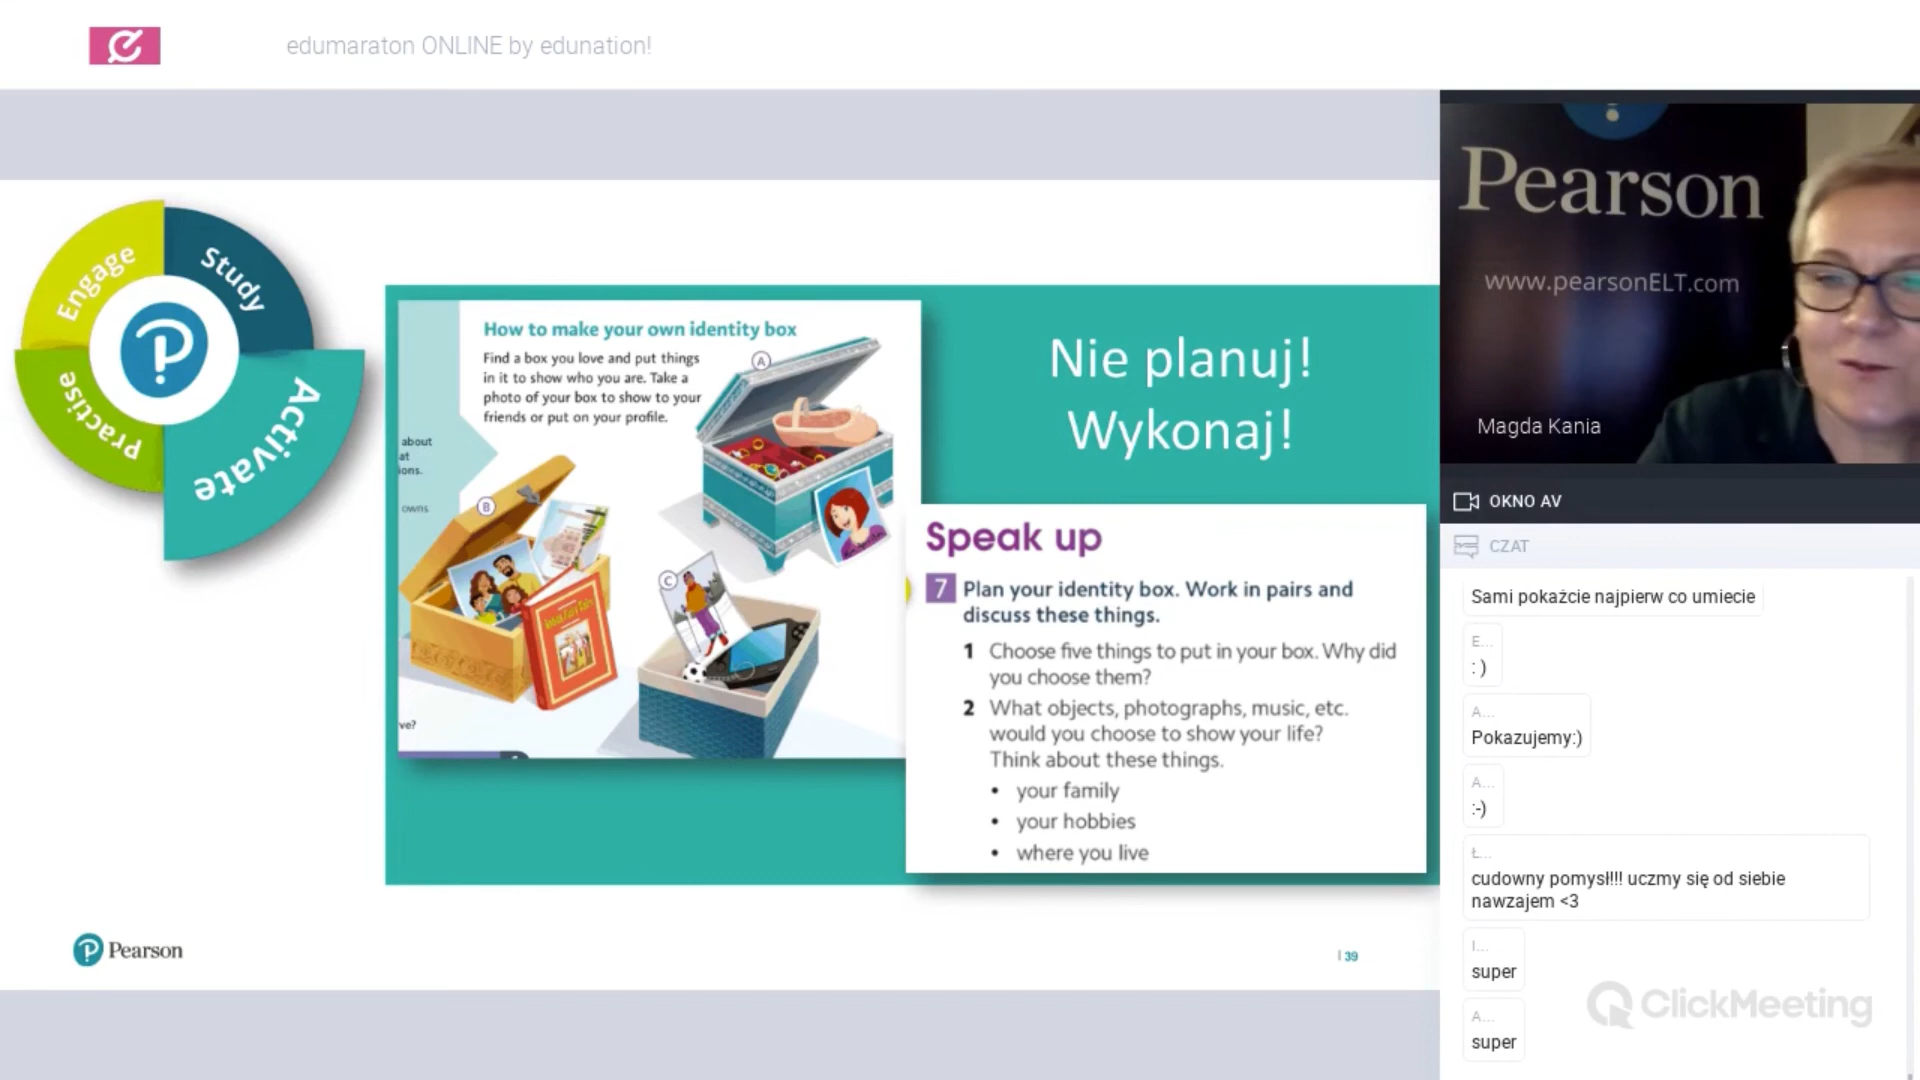 edumaraton ONLINE by edunation!
Engage
Study
Practise
Activate
How to make your own identity box
Find a box you love and put things
in it to show who you are. Take a
photo of your box to show to your
friends or put on your profile.
about
at
ions.
owns
ve?
A
B
C
Nie planuj!
Wykonaj!
Speak up
7 Plan your identity box. Work in pairs and
discuss these things.
1 Choose five things to put in your box. Why did
you choose them?
2 What objects, photographs, music, etc.
would you choose to show your life?
Think about these things.
• your family
• your hobbies
• where you live
Pearson
| 39
Pearson
www.pearsonELT.com
Magda Kania
OKNO AV
CZAT
Sami pokażcie najpierw co umiecie
E...
: )
A...
Pokazujemy:)
A...
:-)
Ł...
cudowny pomysł!!! uczmy się od siebie
nawzajem <3
I...
super
A...
super
ClickMeeting